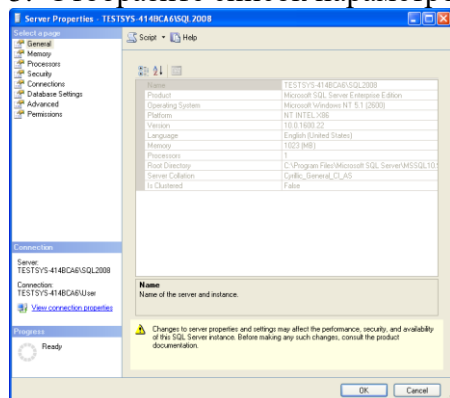 Server Properties - TESTSYS-414BCA6\SQL2008
Select a page
General
Memory
Processors
Security
Connections
Database Settings
Advanced
Permissions
Script
Help
Name TESTSYS-414BCA6\SQL2008
Product Microsoft SQL Server Enterprise Edition
Operating System Microsoft Windows NT 5.1 (2600)
Platform NT INTEL X86
Version 10.0.1600.22
Language English (United States)
Memory 1023 (MB)
Processors 1
Root Directory C:\Program Files\Microsoft SQL Server\MSSQL10
Server Collation Cyrillic_General_CI_AS
Is Clustered False
Connection
Server:
TESTSYS-414BCA6\SQL2008
Connection:
TESTSYS-414BCA6\User
View connection properties
Progress
Ready
Name
Name of the server and instance.
Changes to server properties and settings may affect the performance, security, and availability
of this SQL Server instance. Before making any such changes, consult the product
documentation.
OK Cancel